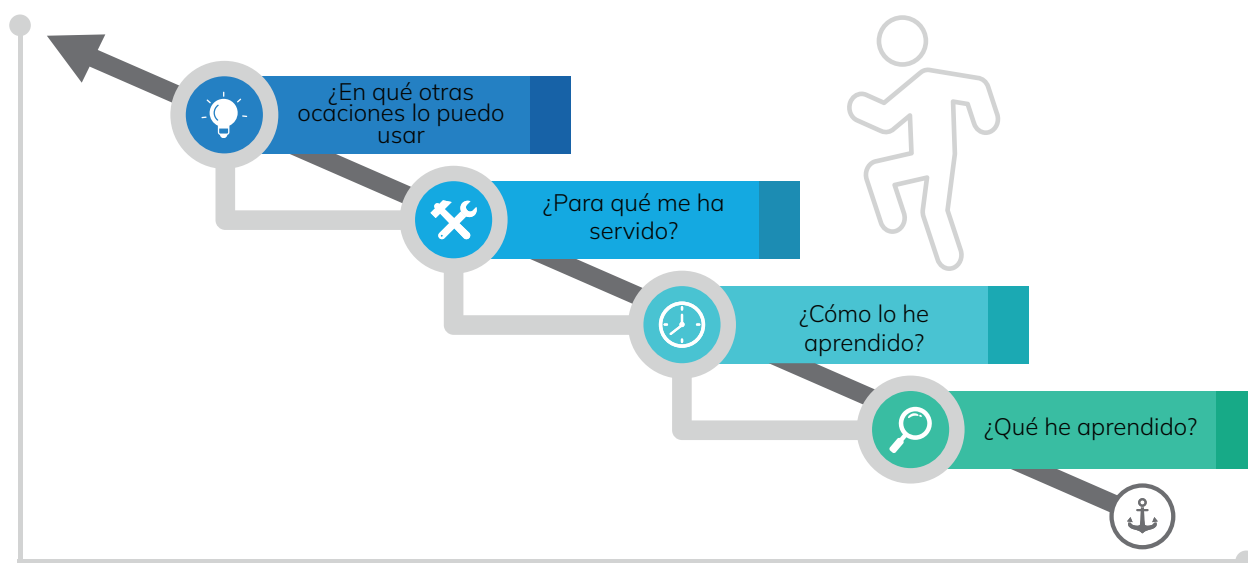 ¿En qué otras
ocaciones lo puedo
usar
¿Para qué me ha
servido?
¿Cómo lo he
aprendido?
¿Qué he aprendido?